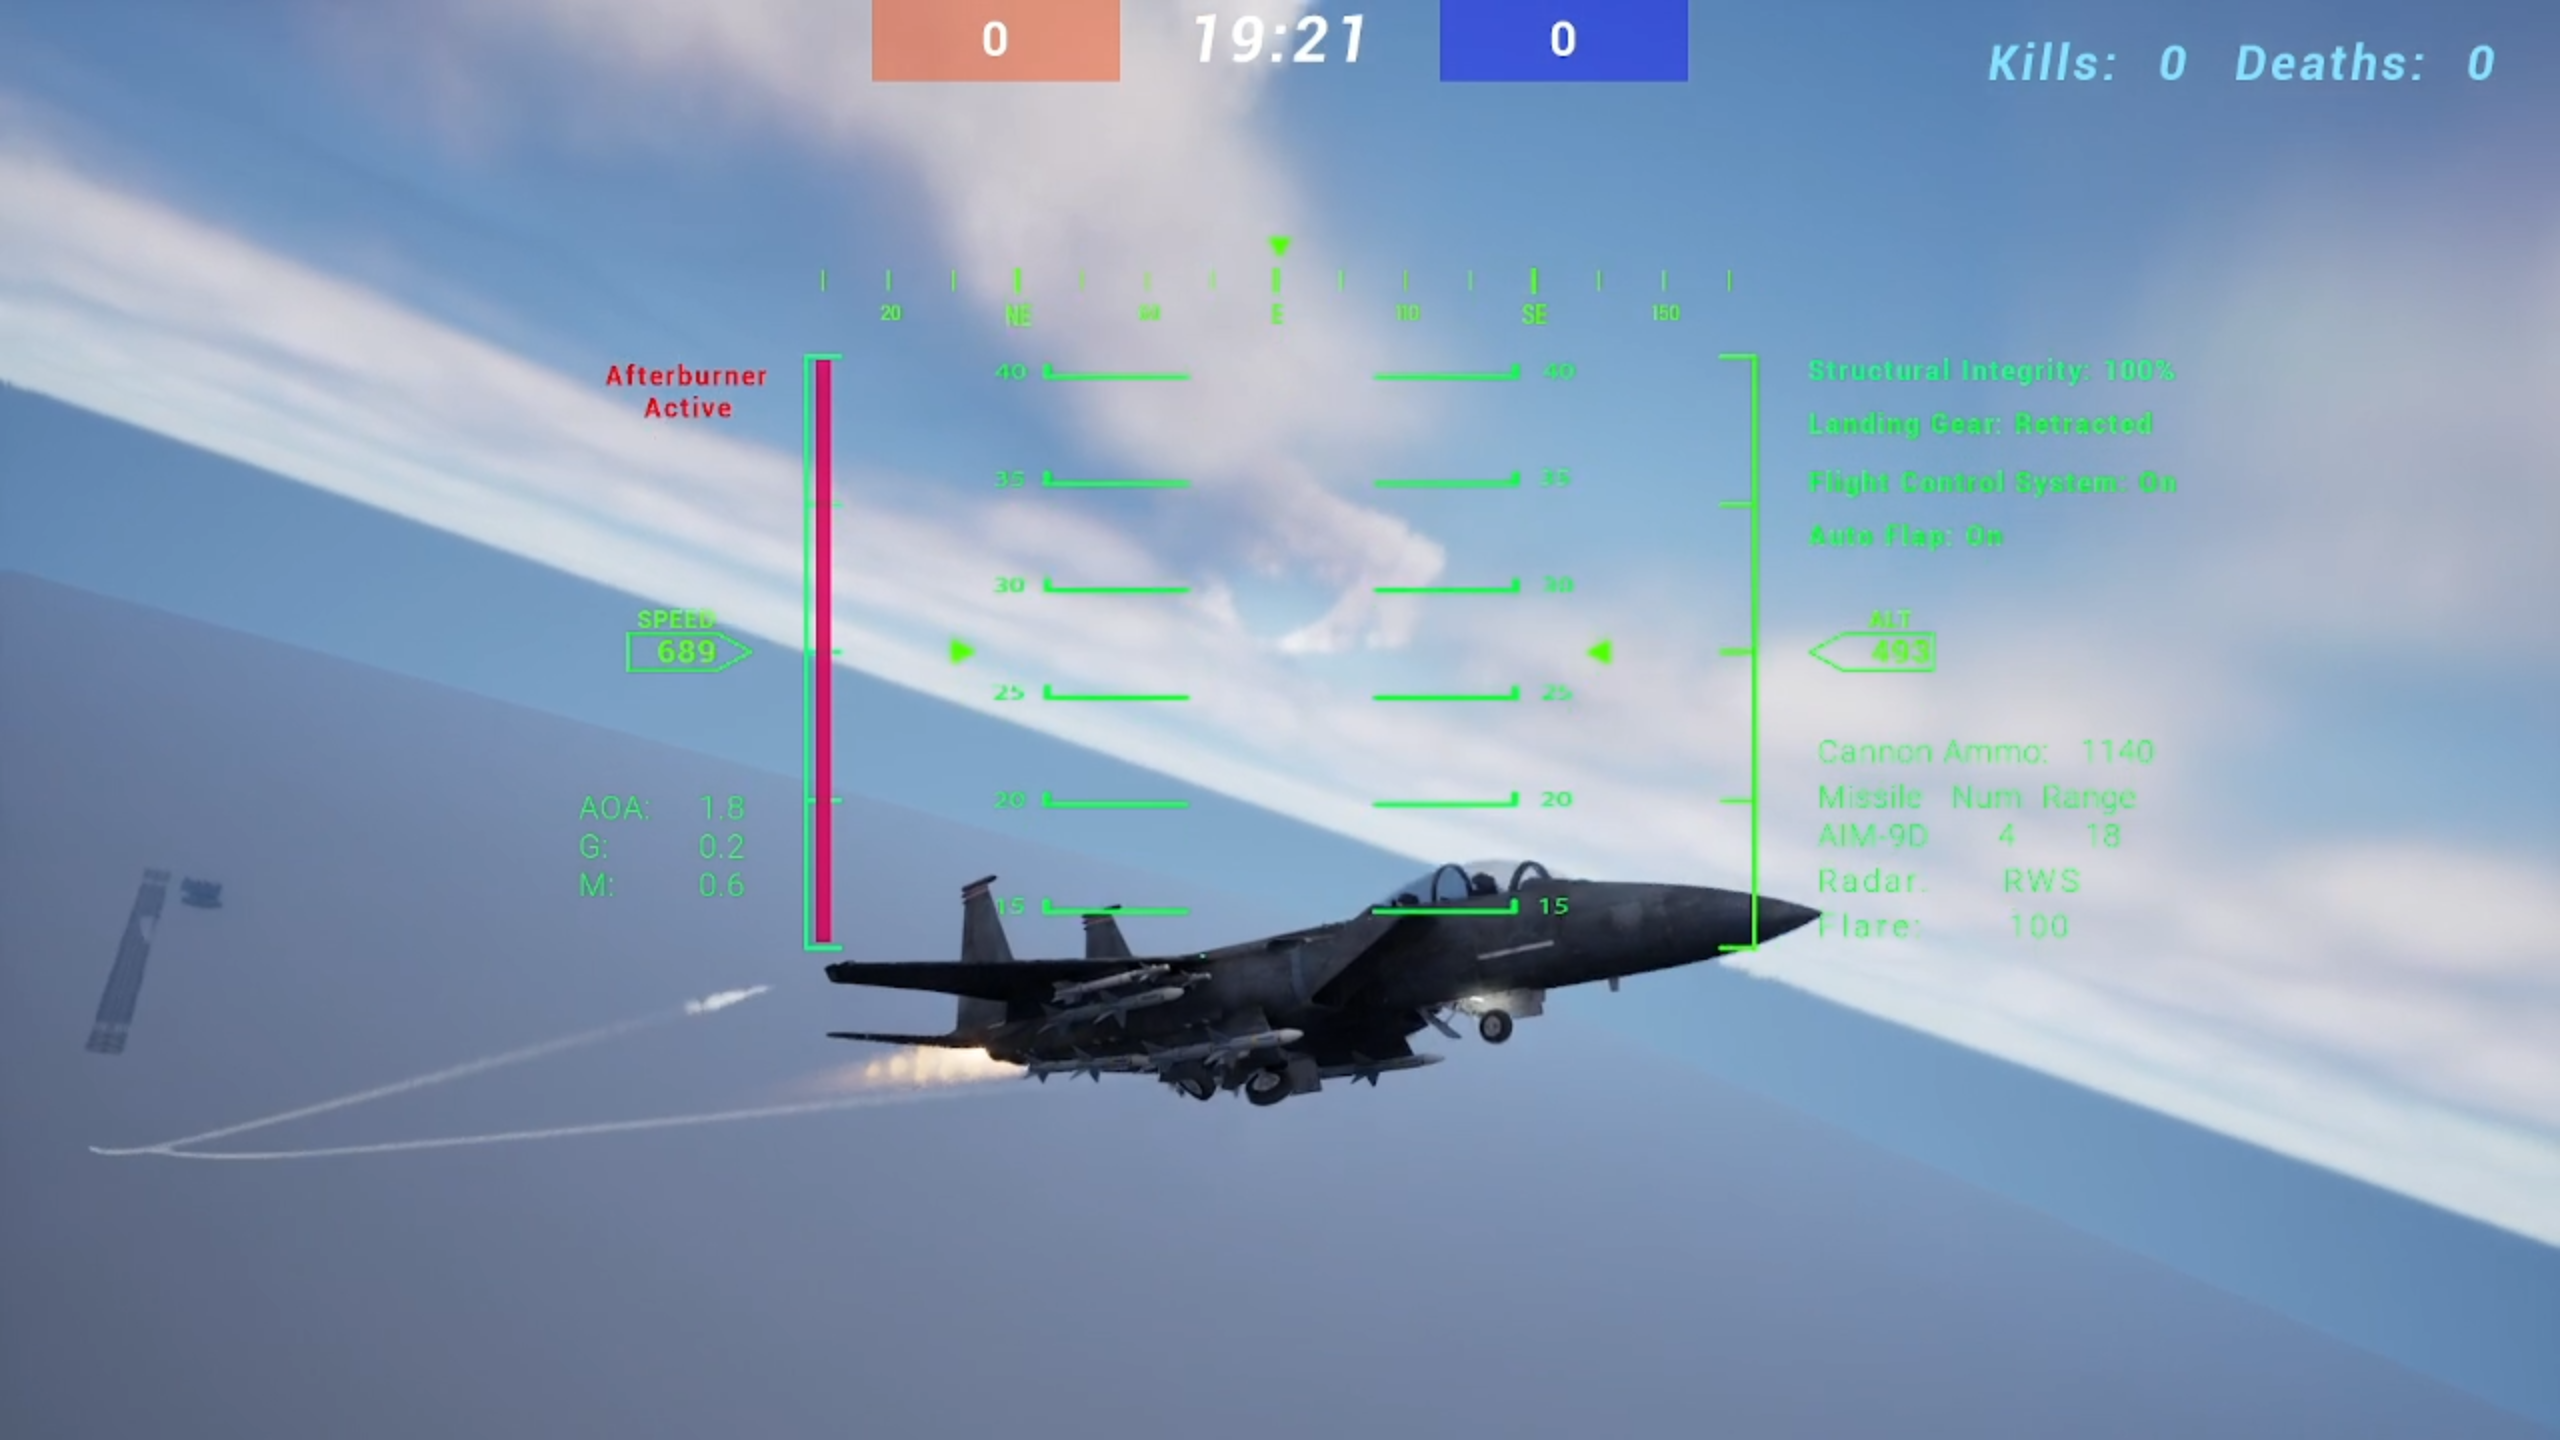 0 19:21 0
Kills: 0 Deaths: 0
20 NE E 110 SE 150
Afterburner
Active
Structural Integrity: 100%
Landing Gear: Retracted
Flight Control System: On
Auto Flap: On
40 40
35 35
30 30
SPEED
689
ALT
493
25 25
20 20
15 15
AOA: 1.8
G: 0.2
M: 0.6
Cannon Ammo: 1140
Missile Num Range
AIM-9D 4 18
Radar: RWS
Flare: 100